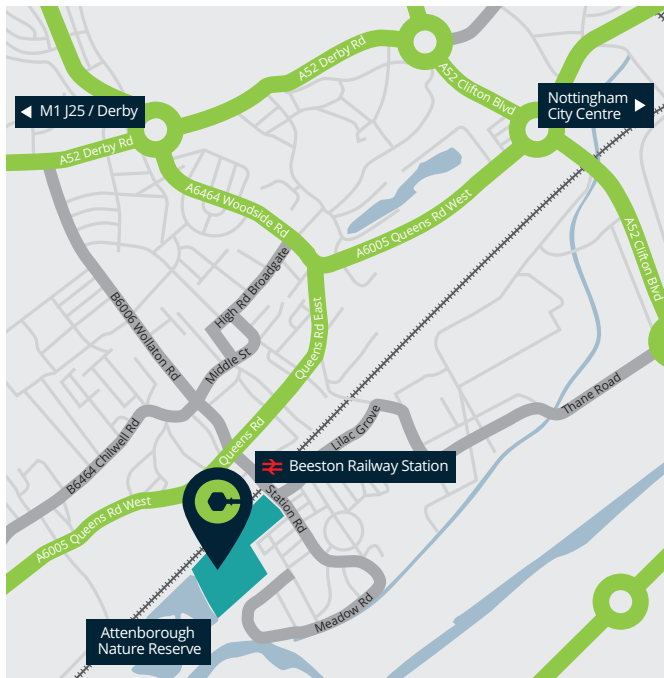 A52 Derby Rd
A52 Clifton Blvd
M1 J25 / Derby
Nottingham
City Centre
A52 Derby Rd
A6464 Woodside Rd
A6005 Queens Rd West
A52 Clifton Blvd
High Rd Broadgate
B6006 Wollaton Rd
Queens Rd East
Middle St
Thane Road
Lilac Grove
B6464 Chilwell Rd
Queens Rd
Beeston Railway Station
Station Rd
A6005 Queens Rd West
Meadow Rd
Attenborough
Nature Reserve